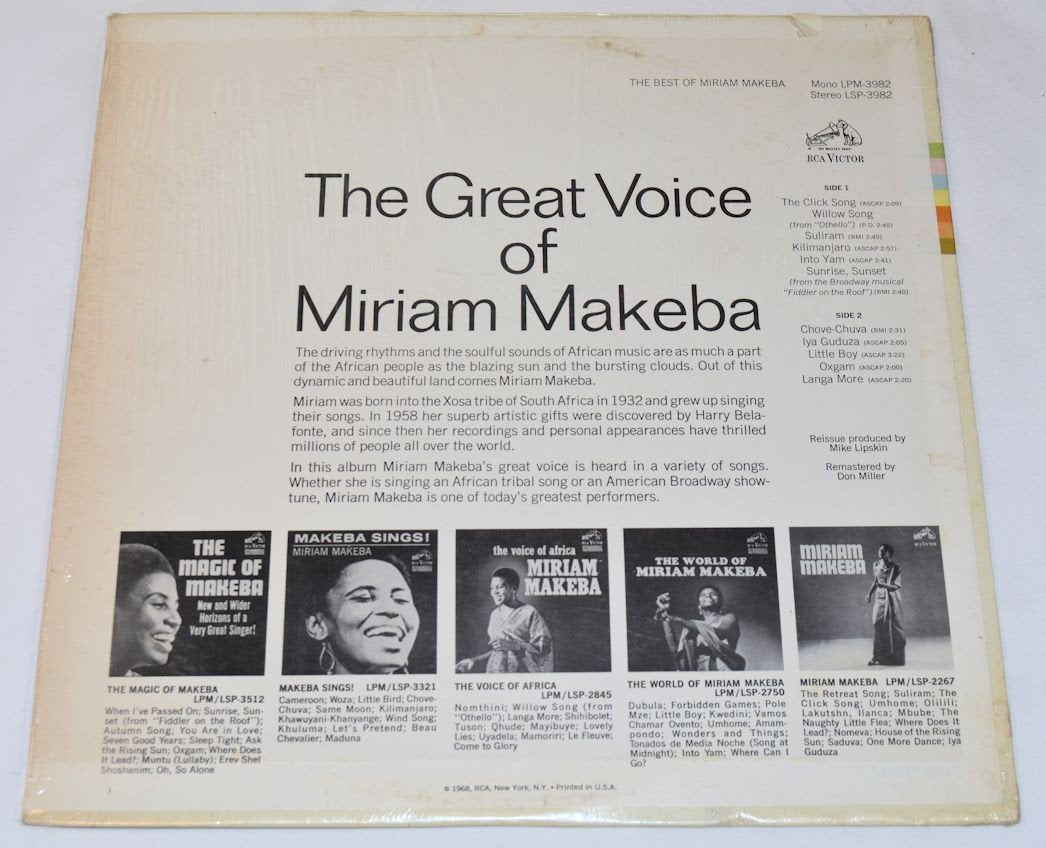 THE BEST OF MIRIAM MAKEBA
Mono LPM-3982
Stereo LSP-3982
"HIS MASTER'S VOICE"
RCA VICTOR
The Great Voice
of
Miriam Makeba
The driving rhythms and the soulful sounds of African music are as much a part
of the African people as the blazing sun and the bursting clouds. Out of this
dynamic and beautiful land comes Miriam Makeba.
Miriam was born into the Xosa tribe of South Africa in 1932 and grew up singing
their songs. In 1958 her superb artistic gifts were discovered by Harry Bela-
fonte, and since then her recordings and personal appearances have thrilled
millions of people all over the world.
In this album Miriam Makeba's great voice is heard in a variety of songs.
Whether she is singing an African tribal song or an American Broadway show-
tune, Miriam Makeba is one of today's greatest performers.
SIDE 1
The Click Song (ASCAP 2:09)
Willow Song
(from "Othello") (P.D. 2:45)
Suliram (BMI 2:45)
Kilimanjaro (ASCAP 2:57)
Into Yam (ASCAP 2:41)
Sunrise, Sunset
(from the Broadway musical
"Fiddler on the Roof") (BMI 2:40)
SIDE 2
Chove-Chuva (BMI 2:31)
Iya Guduza (ASCAP 2:05)
Little Boy (ASCAP 3:22)
Oxgam (ASCAP 2:00)
Langa More (ASCAP 2:20)
Reissue produced by
Mike Lipskin
Remastered by
Don Miller
THE
MAGIC OF
MAKEBA
New and Wider
Horizons of a
Very Great Singer!
THE MAGIC OF MAKEBA
LPM/LSP-3512
When I've Passed On; Sunrise, Sun-
set (from "Fiddler on the Roof");
Autumn Song; You Are in Love;
Seven Good Years; Sleep Tight; Ask
the Rising Sun; Oxgam; Where Does
It Lead?; Muntu (Lullaby); Erev Shel
Shoshanim; Oh, So Alone
MAKEBA SINGS!
MIRIAM MAKEBA
MAKEBA SINGS! LPM/LSP-3321
Cameroon; Woza; Little Bird; Chove-
Chuva; Same Moon; Kilimanjaro;
Khawuyani-Khanyange; Wind Song;
Khuluma; Let's Pretend; Beau
Chevalier; Maduna
the voice of africa
MIRIAM
MAKEBA
THE VOICE OF AFRICA
LPM/LSP-2845
Nomthini; Willow Song (from
"Othello"); Langa More; Shihibolet;
Tuson; Qhude; Mayibuye; Lovely
Lies; Uyadela; Mamoriri; Le Fleuve;
Come to Glory
THE WORLD OF
MIRIAM MAKEBA
THE WORLD OF MIRIAM MAKEBA
LPM/LSP-2750
Dubula; Forbidden Games; Pole
Mze; Little Boy; Kwedini; Vamos
Chamar Ovento; Umhome; Amam-
pondo; Wonders and Things;
Tonados de Media Noche (Song at
Midnight); Into Yam; Where Can I
Go?
MIRIAM
MAKEBA
MIRIAM MAKEBA LPM/LSP-2267
The Retreat Song; Suliram; The
Click Song; Umhome; Olilili;
Lakutshn, Ilanca; Mbube; The
Naughty Little Flea; Where Does It
Lead?; Nomeva; House of the Rising
Sun; Saduva; One More Dance; Iya
Guduza
1
© 1968, RCA, New York, N.Y. • Printed in U.S.A.